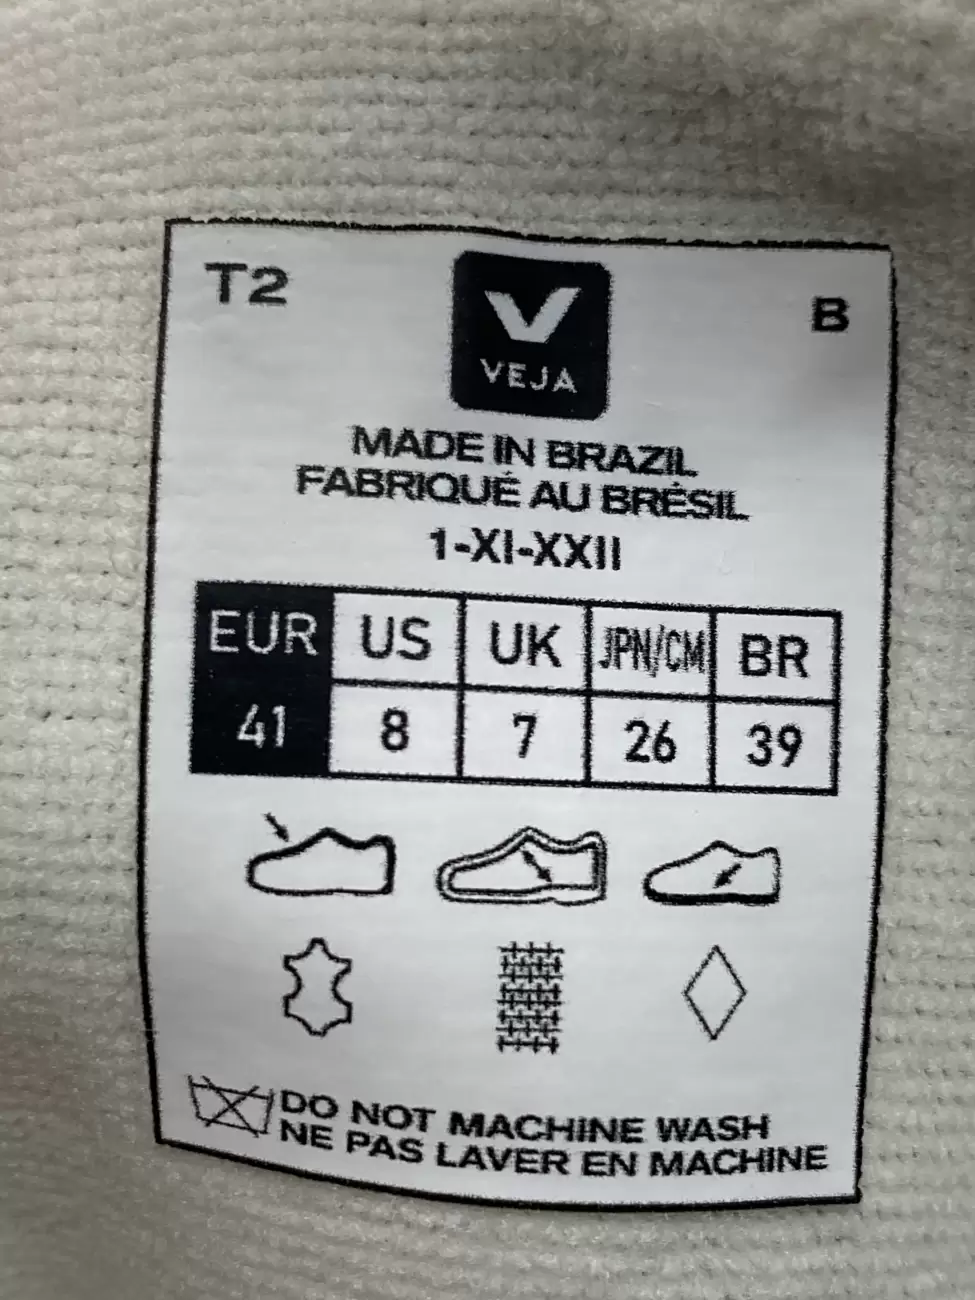 T2
B
VEJA
MADE IN BRAZIL
FABRIQUÉ AU BRÉSIL
1-XI-XXII
EUR US UK JPN/CM BR
41 8 7 26 39
DO NOT MACHINE WASH
NE PAS LAVER EN MACHINE